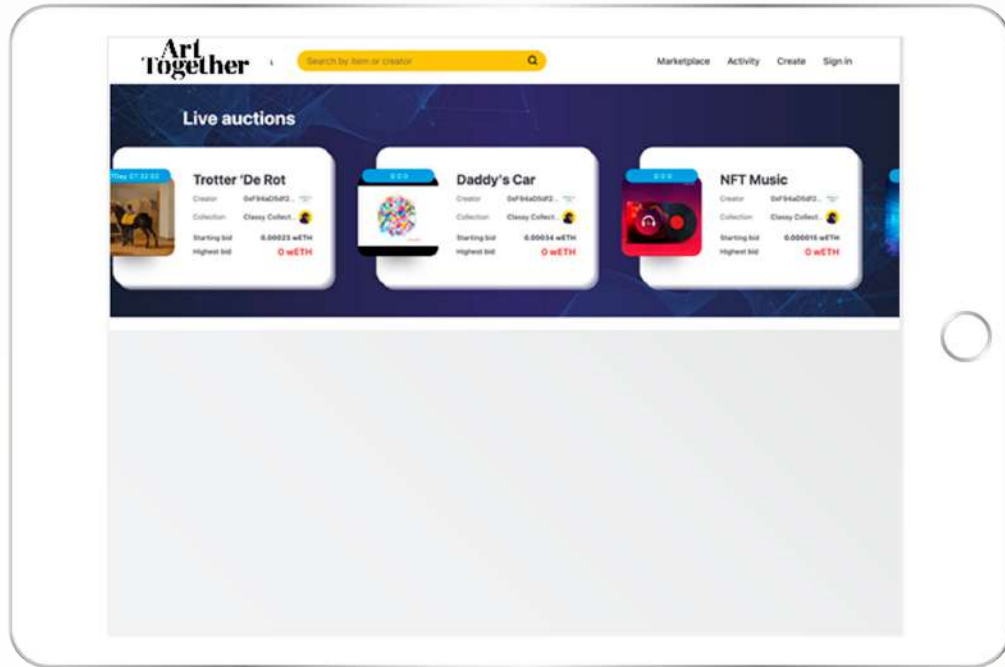 Art
Together
Search by item or creator
Marketplace Activity Create Sign in
Live auctions
Trotter 'De Rot
Creator
Collection Classy Collect..
Starting bid 0.00023 wETH
Highest bid 0 wETH
Daddy's Car
Creator
Collection Classy Collect..
Starting bid 0.00034 wETH
Highest bid 0 wETH
NFT Music
Creator
Collection Classy Collect..
Starting bid 0.000015 wETH
Highest bid 0 wETH